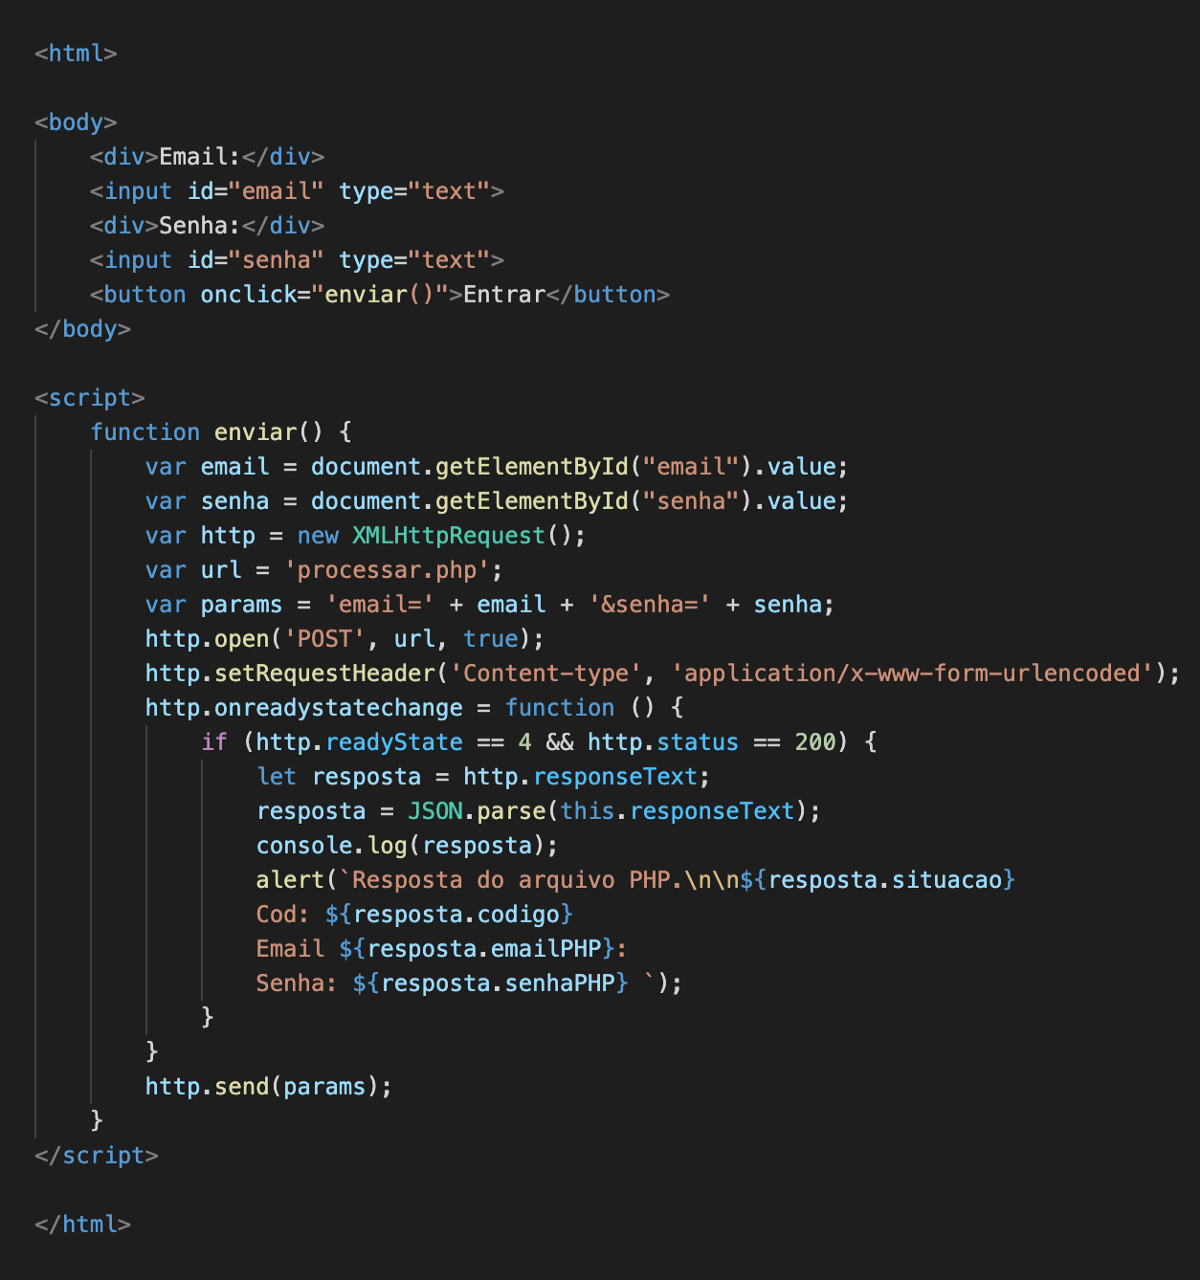 <html>
<body>
<div>Email:</div>
<input id="email" type="text">
<div>Senha:</div>
<input id="senha" type="text">
<button onclick="enviar()">Entrar</button>
</body>
<script>
function enviar() {
var email = document.getElementById("email").value;
var senha = document.getElementById("senha").value;
var http = new XMLHttpRequest();
var url = 'processar.php';
var params = 'email=' + email + '&senha=' + senha;
http.open('POST', url, true);
http.setRequestHeader('Content-type', 'application/x-www-form-urlencoded');
http.onreadystatechange = function () {
if (http.readyState == 4 && http.status == 200) {
let resposta = http.responseText;
resposta = JSON.parse(this.responseText);
console.log(resposta);
alert(`Resposta do arquivo PHP.\n\n${resposta.situacao}
Cod: ${resposta.codigo}
Email ${resposta.emailPHP}:
Senha: ${resposta.senhaPHP} `);
}
}
http.send(params);
}
</script>
</html>